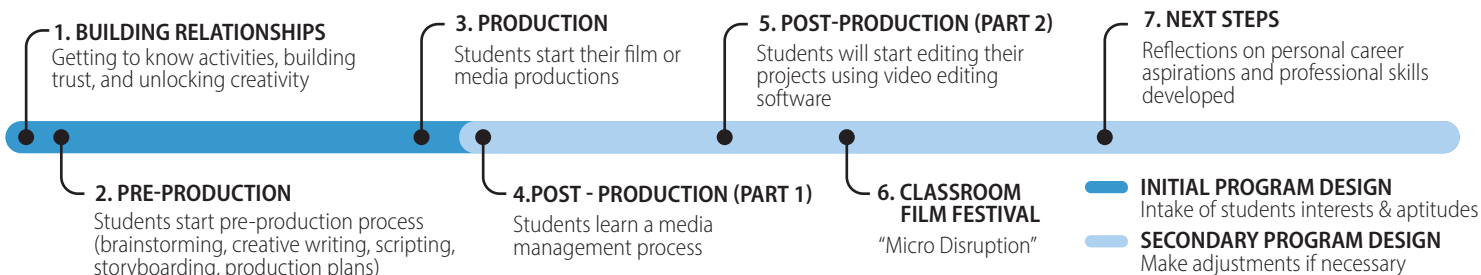 1. BUILDING RELATIONSHIPS
Getting to know activities, building
trust, and unlocking creativity
2. PRE-PRODUCTION
Students start pre-production process
(brainstorming, creative writing, scripting,
storyboarding, production plans)
3. PRODUCTION
Students start their film or
media productions
4.POST - PRODUCTION (PART 1)
Students learn a media
management process
5. POST-PRODUCTION (PART 2)
Students will start editing their
projects using video editing
software
6. CLASSROOM
FILM FESTIVAL
“Micro Disruption”
7. NEXT STEPS
Reflections on personal career
aspirations and professional skills
developed
INITIAL PROGRAM DESIGN
Intake of students interests & aptitudes
SECONDARY PROGRAM DESIGN
Make adjustments if necessary